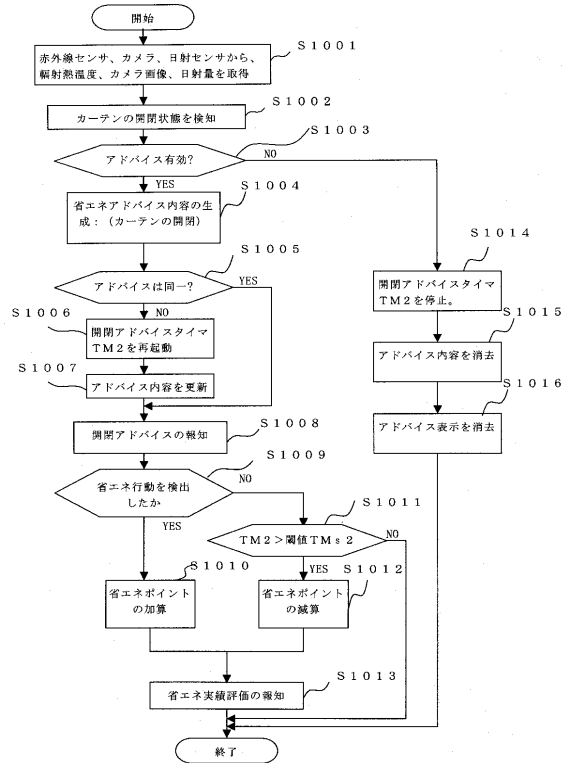 開始
S1001
赤外線センサ、カメラ、日射センサから、
輻射熱温度、カメラ画像、日射量を取得
S1002
カーテンの開閉状態を検知
S1003
アドバイス有効?
NO
YES
S1004
省エネアドバイス内容の生
成:(カーテンの開閉)
S1005
アドバイスは同一?
YES
NO
S1006
開閉アドバイスタイマ
TM2を再起動
S1007
アドバイス内容を更新
S1008
開閉アドバイスの報知
S1009
省エネ行動を検出
したか
NO
YES
S1010
省エネポイント
の加算
S1011
TM2>閾値TMs2
NO
YES
S1012
省エネポイント
の減算
S1013
省エネ実績評価の報知
S1014
開閉アドバイスタイマ
TM2を停止。
S1015
アドバイス内容を消去
S1016
アドバイス表示を消去
終了